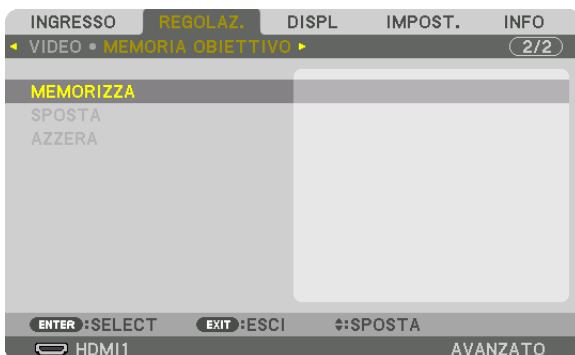 INGRESSO REGOLAZ. DISPL IMPOST. INFO
VIDEO • MEMORIA OBIETTIVO 2/2
MEMORIZZA
SPOSTA
AZZERA
ENTER :SELECT EXIT :ESCI :SPOSTA
HDMI1 AVANZATO